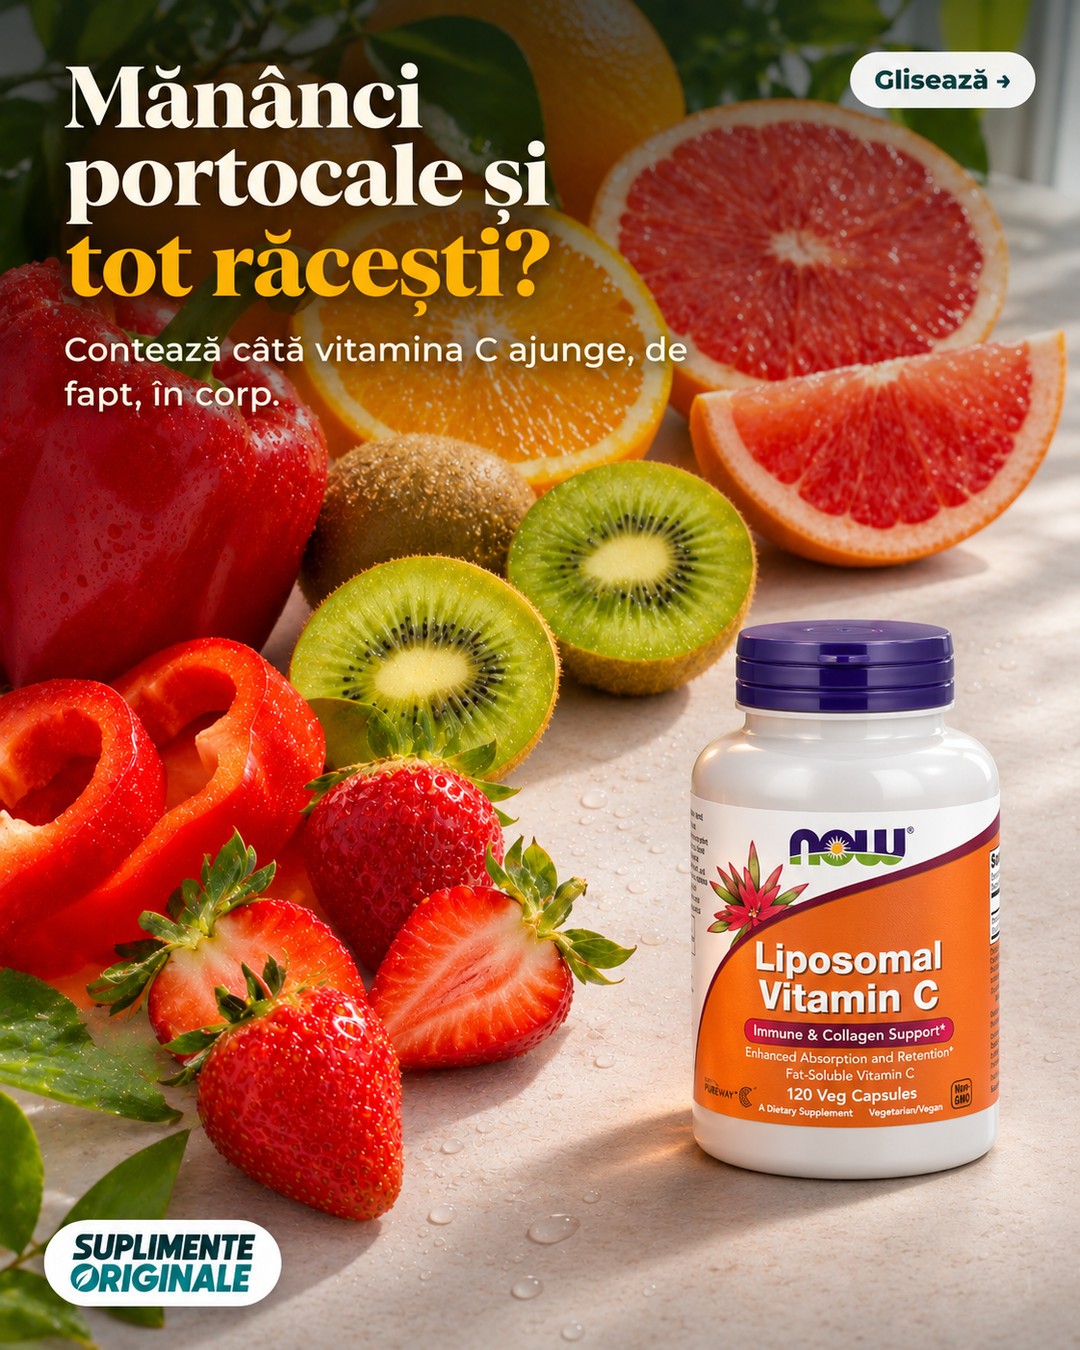 Mănânci
portocale și
tot răcești?
Glisează →
Contează câtă vitamina C ajunge, de
fapt, în corp.
now®
Liposomal
Vitamin C
Immune & Collagen Support*
Enhanced Absorption and Retention*
Fat-Soluble Vitamin C
PUREWAY-C
120 Veg Capsules
A Dietary Supplement Vegetarian/Vegan
Non-
GMO
SUPLIMENTE
ORIGINALE